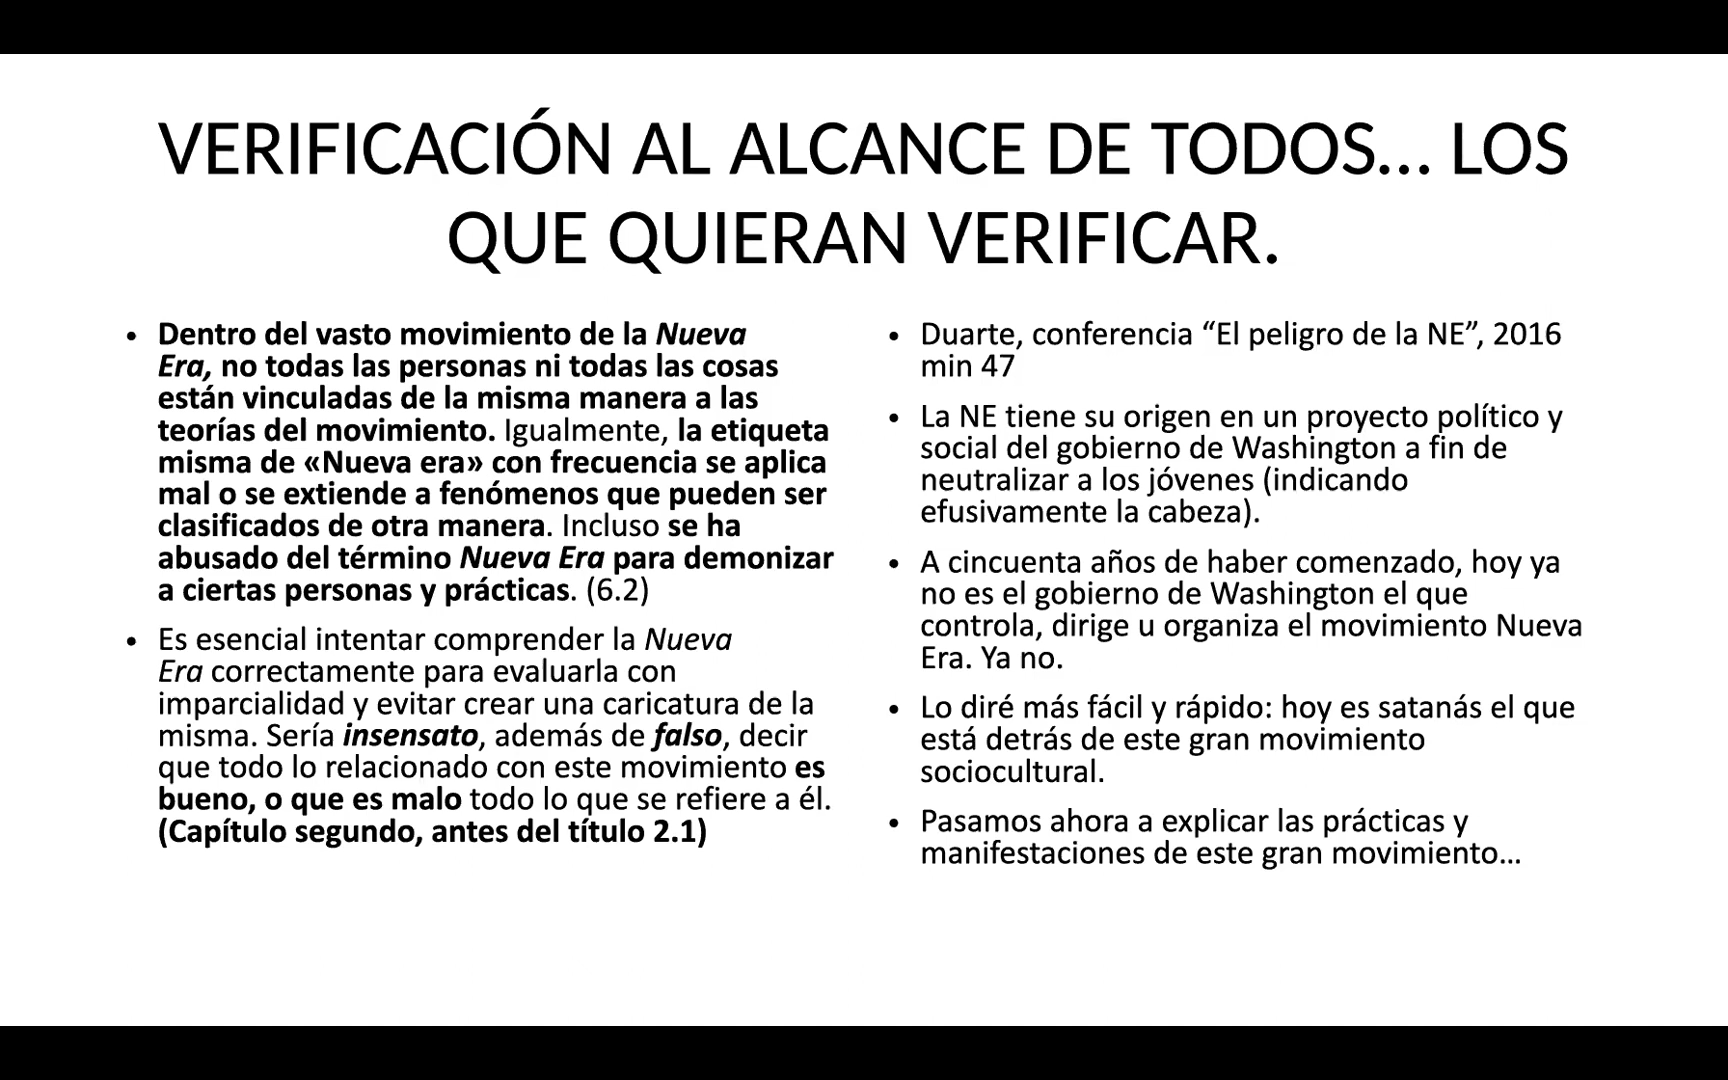 VERIFICACIÓN AL ALCANCE DE TODOS... LOS
QUE QUIERAN VERIFICAR.
• Dentro del vasto movimiento de la Nueva
Era, no todas las personas ni todas las cosas
están vinculadas de la misma manera a las
teorías del movimiento. Igualmente, la etiqueta
misma de «Nueva era» con frecuencia se aplica
mal o se extiende a fenómenos que pueden ser
clasificados de otra manera. Incluso se ha
abusado del término Nueva Era para demonizar
a ciertas personas y prácticas. (6.2)
• Es esencial intentar comprender la Nueva
Era correctamente para evaluarla con
imparcialidad y evitar crear una caricatura de la
misma. Sería insensato, además de falso, decir
que todo lo relacionado con este movimiento es
bueno, o que es malo todo lo que se refiere a él.
(Capítulo segundo, antes del título 2.1)
• Duarte, conferencia “El peligro de la NE”, 2016
min 47
• La NE tiene su origen en un proyecto político y
social del gobierno de Washington a fin de
neutralizar a los jóvenes (indicando
efusivamente la cabeza).
• A cincuenta años de haber comenzado, hoy ya
no es el gobierno de Washington el que
controla, dirige u organiza el movimiento Nueva
Era. Ya no.
• Lo diré más fácil y rápido: hoy es satanás el que
está detrás de este gran movimiento
sociocultural.
• Pasamos ahora a explicar las prácticas y
manifestaciones de este gran movimiento...